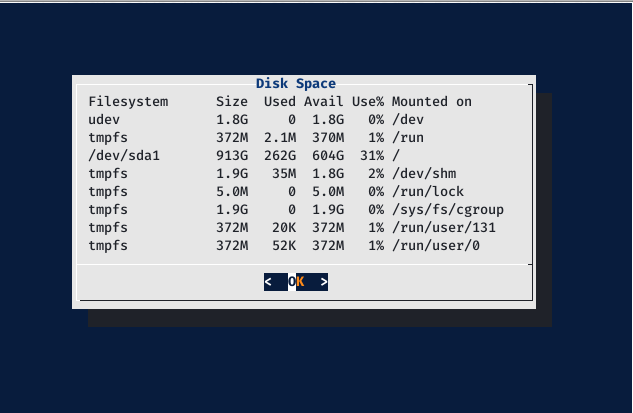 Disk Space
Filesystem      Size  Used Avail Use% Mounted on
udev            1.8G     0  1.8G   0% /dev
tmpfs           372M  2.1M  370M   1% /run
/dev/sda1       913G  262G  604G  31% /
tmpfs           1.9G   35M  1.8G   2% /dev/shm
tmpfs           5.0M     0  5.0M   0% /run/lock
tmpfs           1.9G     0  1.9G   0% /sys/fs/cgroup
tmpfs           372M   20K  372M   1% /run/user/131
tmpfs           372M   52K  372M   1% /run/user/0
<  OK  >